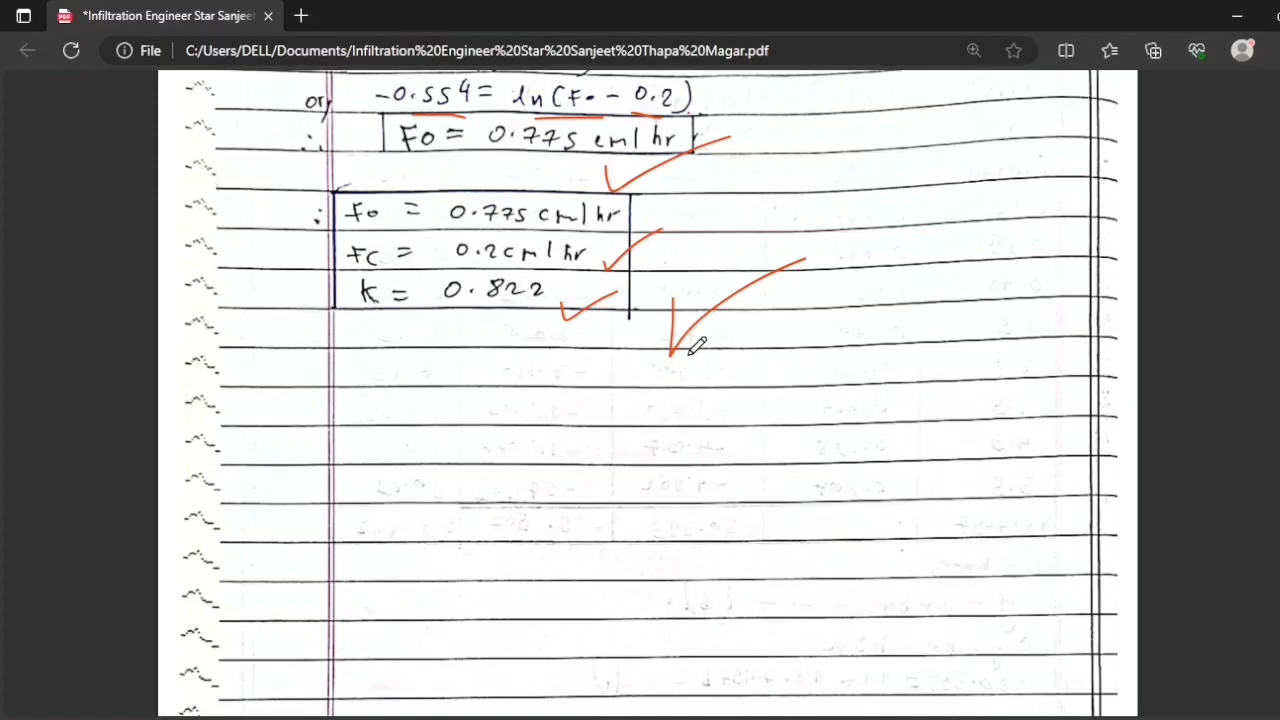 *Infiltration Engineer Star Sanjee
File
C:/Users/DELL/Documents/Infiltration%20Engineer%20Star%20Sanjeet%20Thapa%20Magar.pdf
or, -0.554 = ln(Fo - 0.2)
∴ Fo = 0.775 cm/hr
∴ Fo = 0.775 cm/hr
Fc = 0.2 cm/hr
K = 0.822